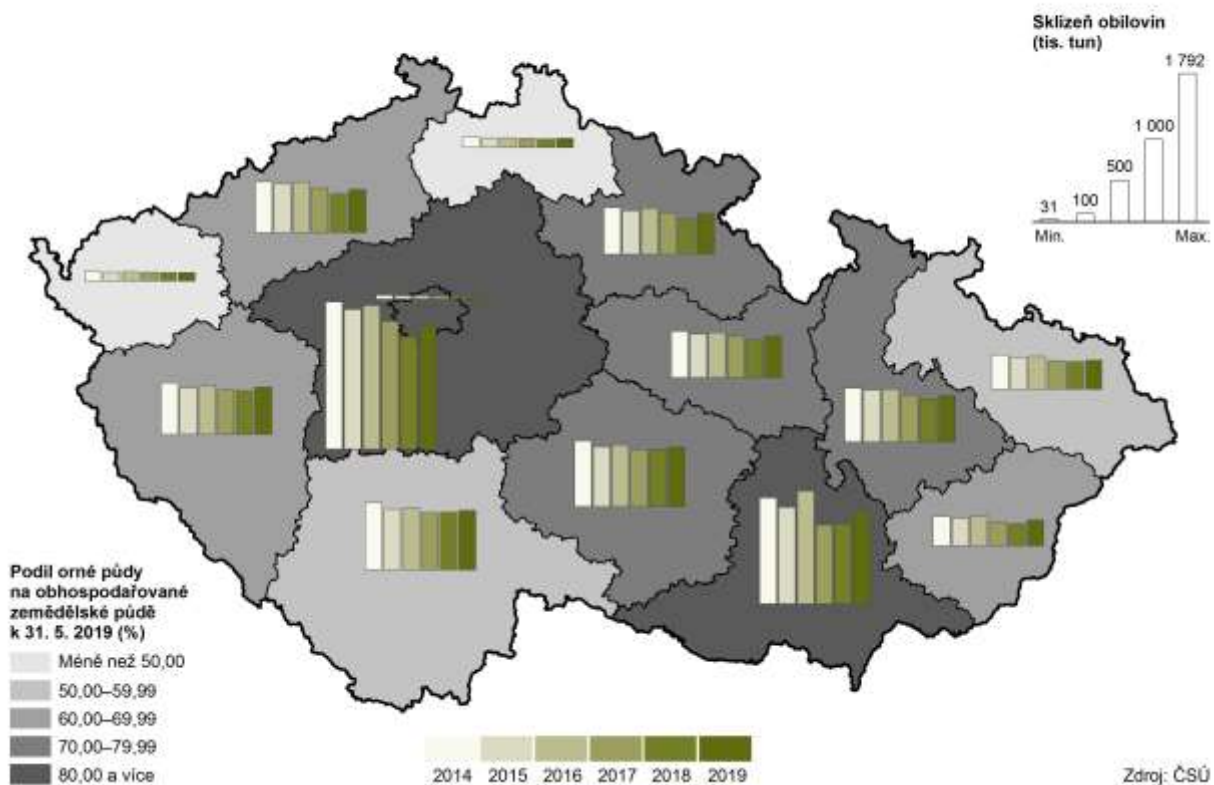 Sklizeň obilovin
(tis. tun)
1 792
1 000
500
100
31
Min.
Max.
Podíl orné půdy
na obhospodařované
zemědělské půdě
k 31. 5. 2019 (%)
Méně než 50,00
50,00–59,99
60,00–69,99
70,00–79,99
80,00 a více
2014 2015 2016 2017 2018 2019
Zdroj: ČSÚ